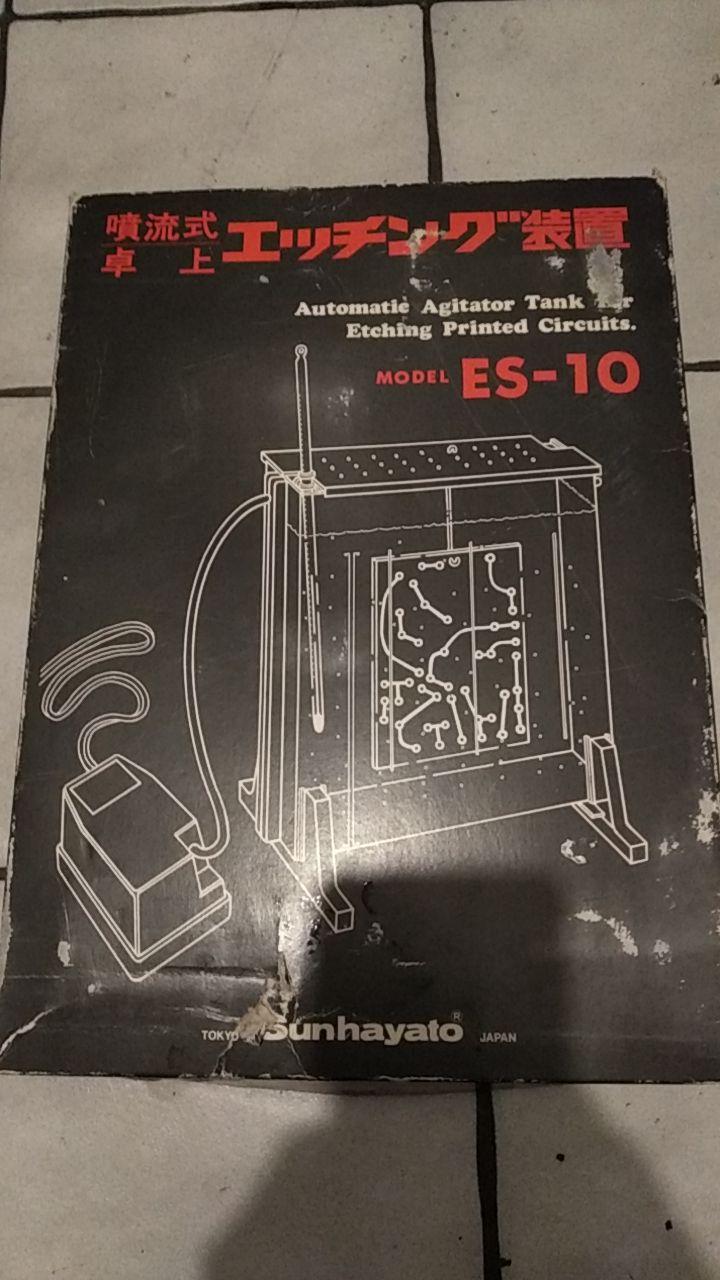 噴流式
卓上
エッチング装置
Automatic Agitator Tank
Etching Printed Circuits.
MODEL ES-10
TOKYO Sunhayato® JAPAN